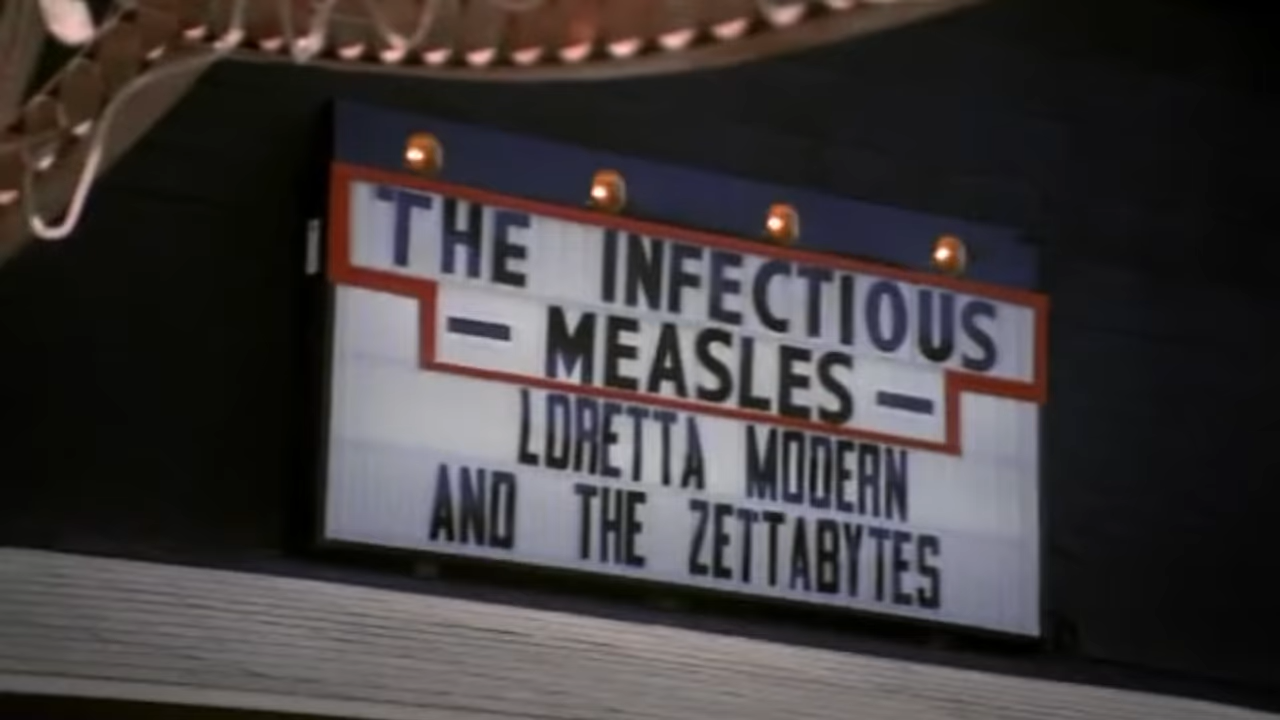 THE INFECTIOUS
- MEASLES -
LORETTA MODERN
AND THE ZETTABYTES